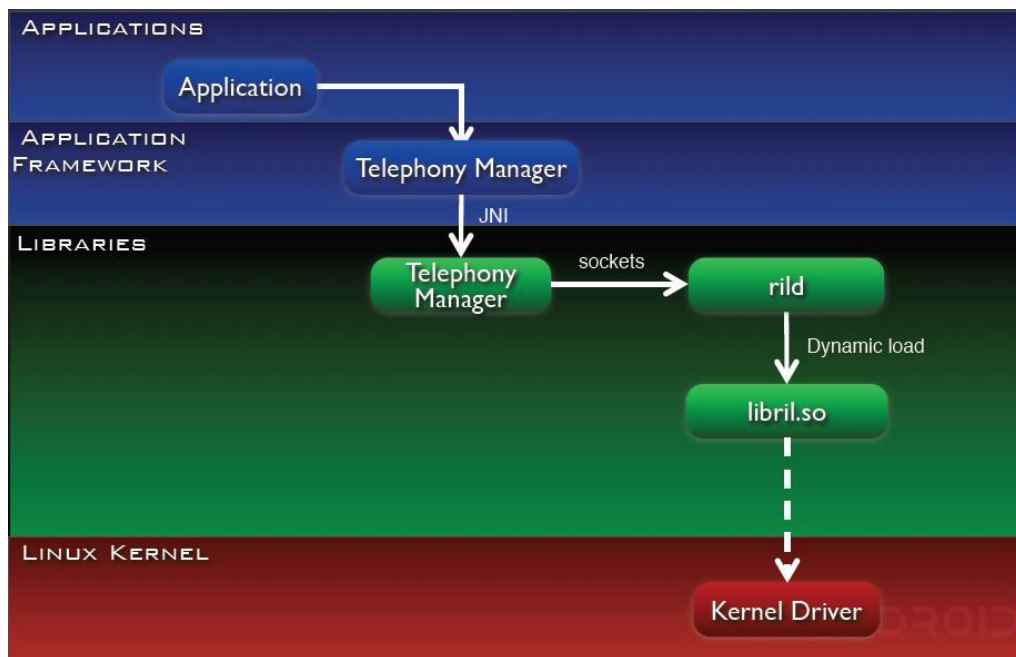 APPLICATIONS
Application
APPLICATION
FRAMEWORK
Telephony Manager
JNI
LIBRARIES
Telephony
Manager
sockets
rild
Dynamic load
libril.so
LINUX KERNEL
Kernel Driver
DROID